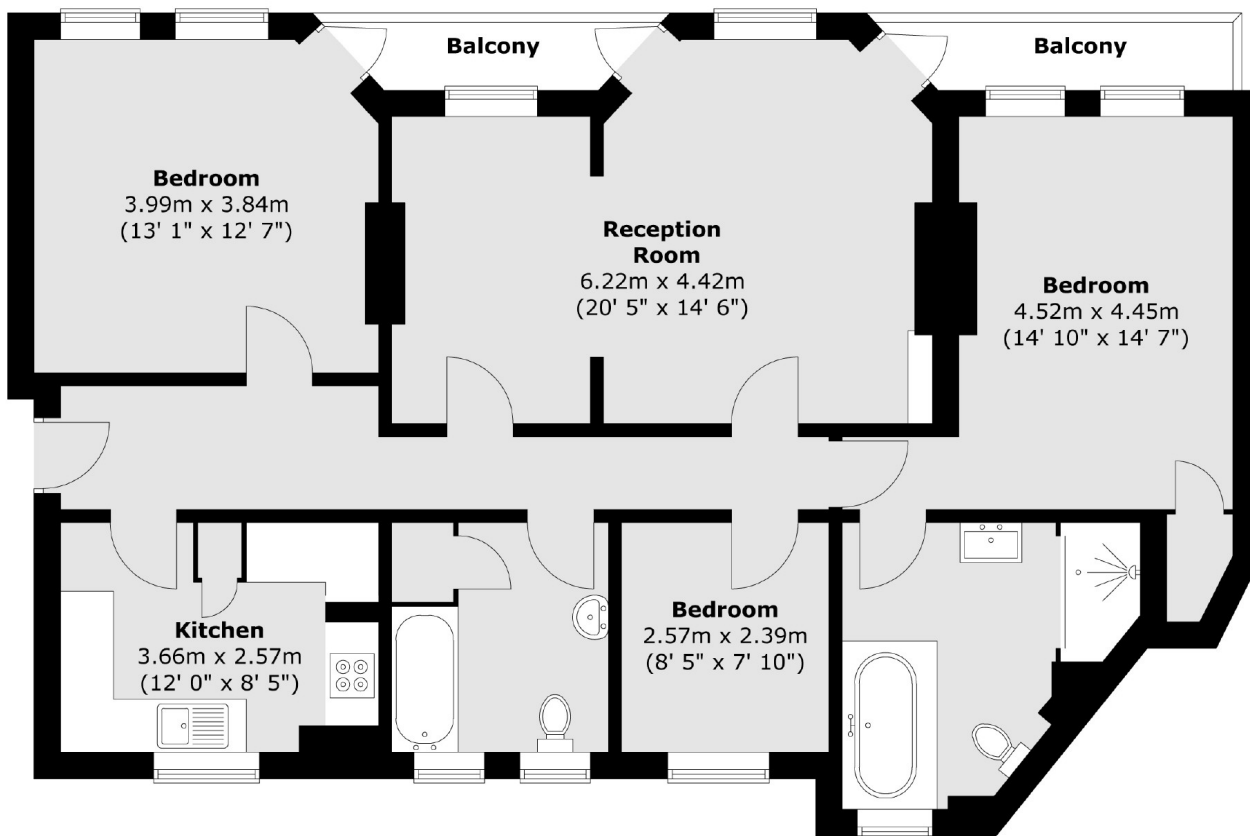 Balcony
Balcony
Bedroom
3.99m x 3.84m
(13' 1" x 12' 7")
Reception
Room
6.22m x 4.42m
(20' 5" x 14' 6")
Bedroom
4.52m x 4.45m
(14' 10" x 14' 7")
Kitchen
3.66m x 2.57m
(12' 0" x 8' 5")
Bedroom
2.57m x 2.39m
(8' 5" x 7' 10")